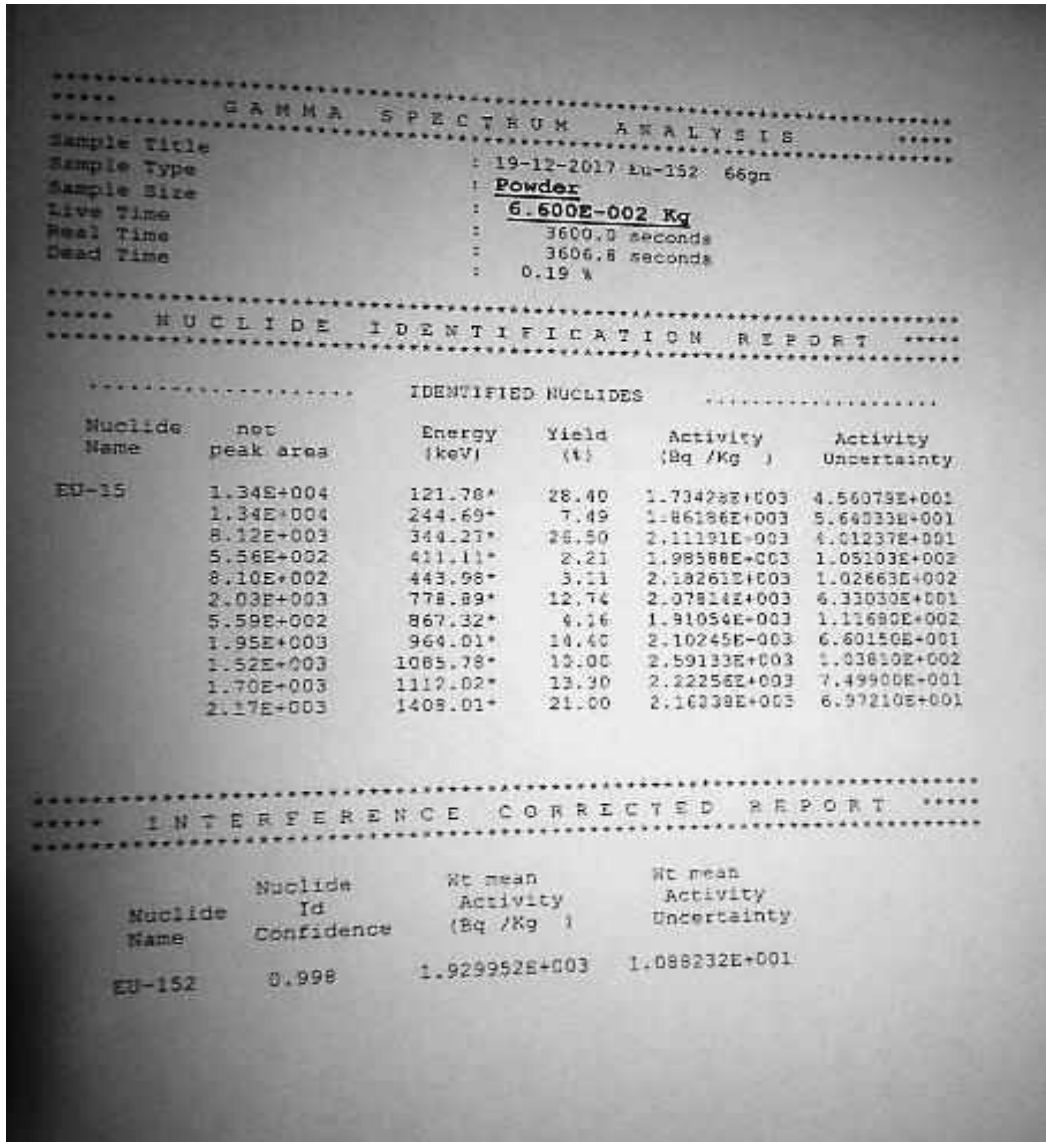 GAMMA SPECTRUM ANALYSIS
Sample Title : 19-12-2017 Eu-152 66gm
Sample Type : Powder
Sample Size : 6.600E-002 Kg
Live Time : 3600.0 seconds
Real Time : 3606.8 seconds
Dead Time : 0.19 %
***** NUCLIDE IDENTIFICATION REPORT *****
IDENTIFIED NUCLIDES
Nuclide not Energy Yield Activity Activity
Name peak area (keV) (%) (Bq /Kg ) Uncertainty
EU-15 1.34E+004 121.78* 28.40 1.73428E+003 4.56078E+001
1.34E+004 244.69* 7.49 1.86186E+003 5.64033E+001
8.12E+003 344.27* 26.50 2.11191E+003 4.01237E+001
5.56E+002 411.11* 2.21 1.98588E+003 1.05103E+002
8.10E+002 443.98* 3.11 2.18261E+003 1.02663E+002
2.03E+003 778.89* 12.74 2.07814E+003 6.33030E+001
5.59E+002 867.32* 4.16 1.91054E+003 1.11680E+002
1.95E+003 964.01* 14.40 2.10245E+003 6.60150E+001
1.52E+003 1085.78* 10.00 2.59133E+003 1.03810E+002
1.70E+003 1112.02* 13.30 2.22256E+003 7.49900E+001
2.17E+003 1408.01* 21.00 2.16238E+003 6.97210E+001
***** INTERFERENCE CORRECTED REPORT *****
Nuclide Wt mean Wt mean
Nuclide Id Activity Activity
Name Confidence (Bq /Kg ) Uncertainty
EU-152 0.998 1.929952E+003 1.088232E+001